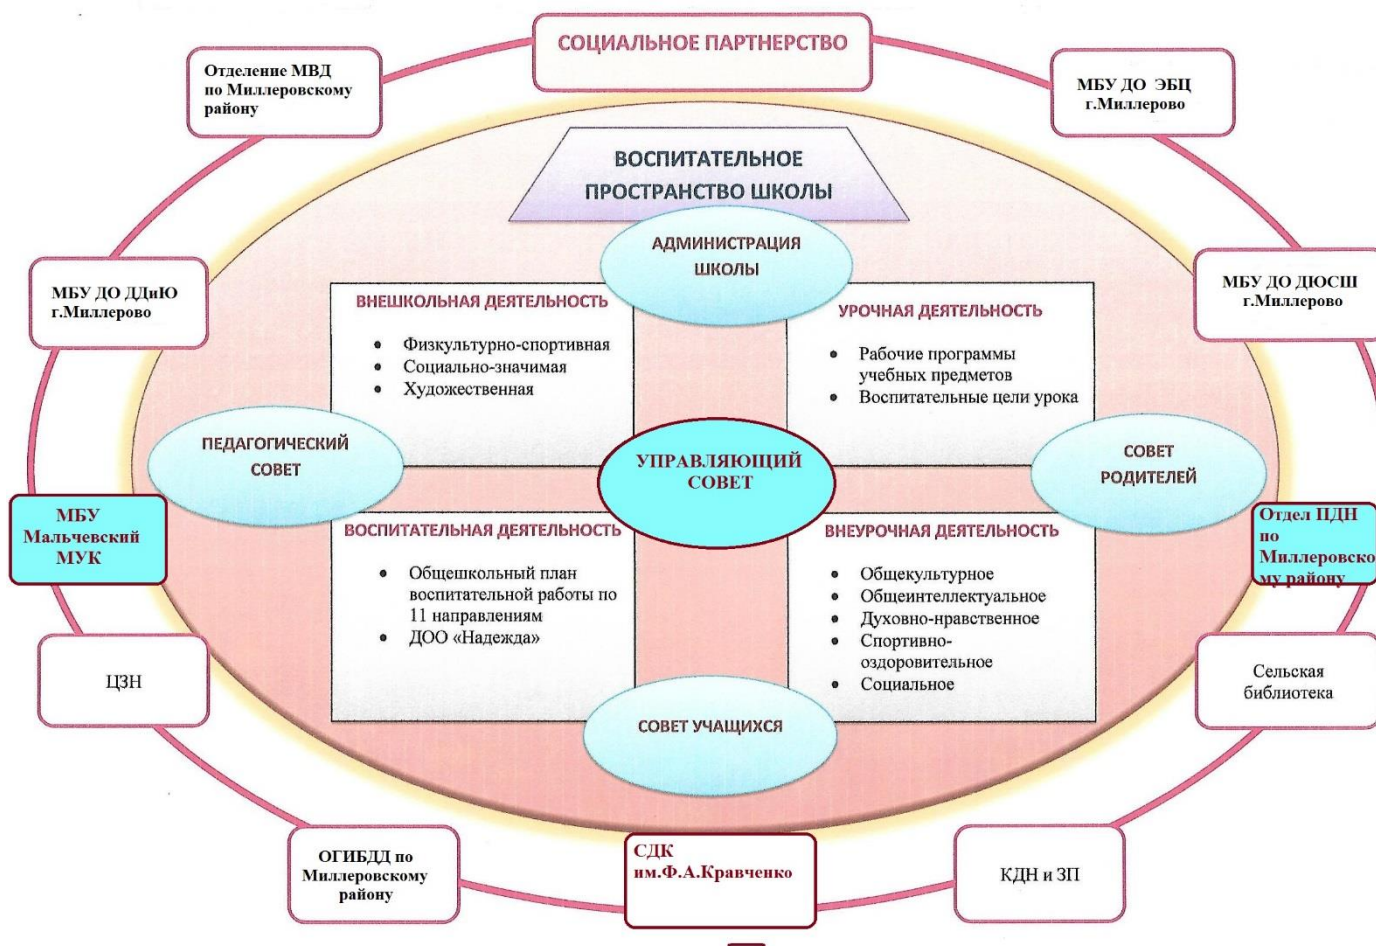 СОЦИАЛЬНОЕ ПАРТНЕРСТВО
Отделение МВД
по Миллеровскому
району
МБУ ДО ЭБЦ
г.Миллерово
ВОСПИТАТЕЛЬНОЕ
ПРОСТРАНСТВО ШКОЛЫ
АДМИНИСТРАЦИЯ
ШКОЛЫ
МБУ ДО ДДиЮ
г.Миллерово
МБУ ДО ДЮСШ
г.Миллерово
ВНЕШКОЛЬНАЯ ДЕЯТЕЛЬНОСТЬ
• Физкультурно-спортивная
• Социально-значимая
• Художественная
УРОЧНАЯ ДЕЯТЕЛЬНОСТЬ
• Рабочие программы
учебных предметов
• Воспитательные цели урока
ПЕДАГОГИЧЕСКИЙ
СОВЕТ
УПРАВЛЯЮЩИЙ
СОВЕТ
СОВЕТ
РОДИТЕЛЕЙ
МБУ
Мальчевский
МУК
Отдел ПДН
по
Миллеровско
му району
ВОСПИТАТЕЛЬНАЯ ДЕЯТЕЛЬНОСТЬ
• Общешкольный план
воспитательной работы по
11 направлениям
• ДОО «Надежда»
ВНЕУРОЧНАЯ ДЕЯТЕЛЬНОСТЬ
• Общекультурное
• Общеинтеллектуальное
• Духовно-нравственное
• Спортивно-
оздоровительное
• Социальное
ЦЗН
Сельская
библиотека
СОВЕТ УЧАЩИХСЯ
ОГИБДД по
Миллеровскому
району
СДК
им.Ф.А.Кравченко
КДН и ЗП